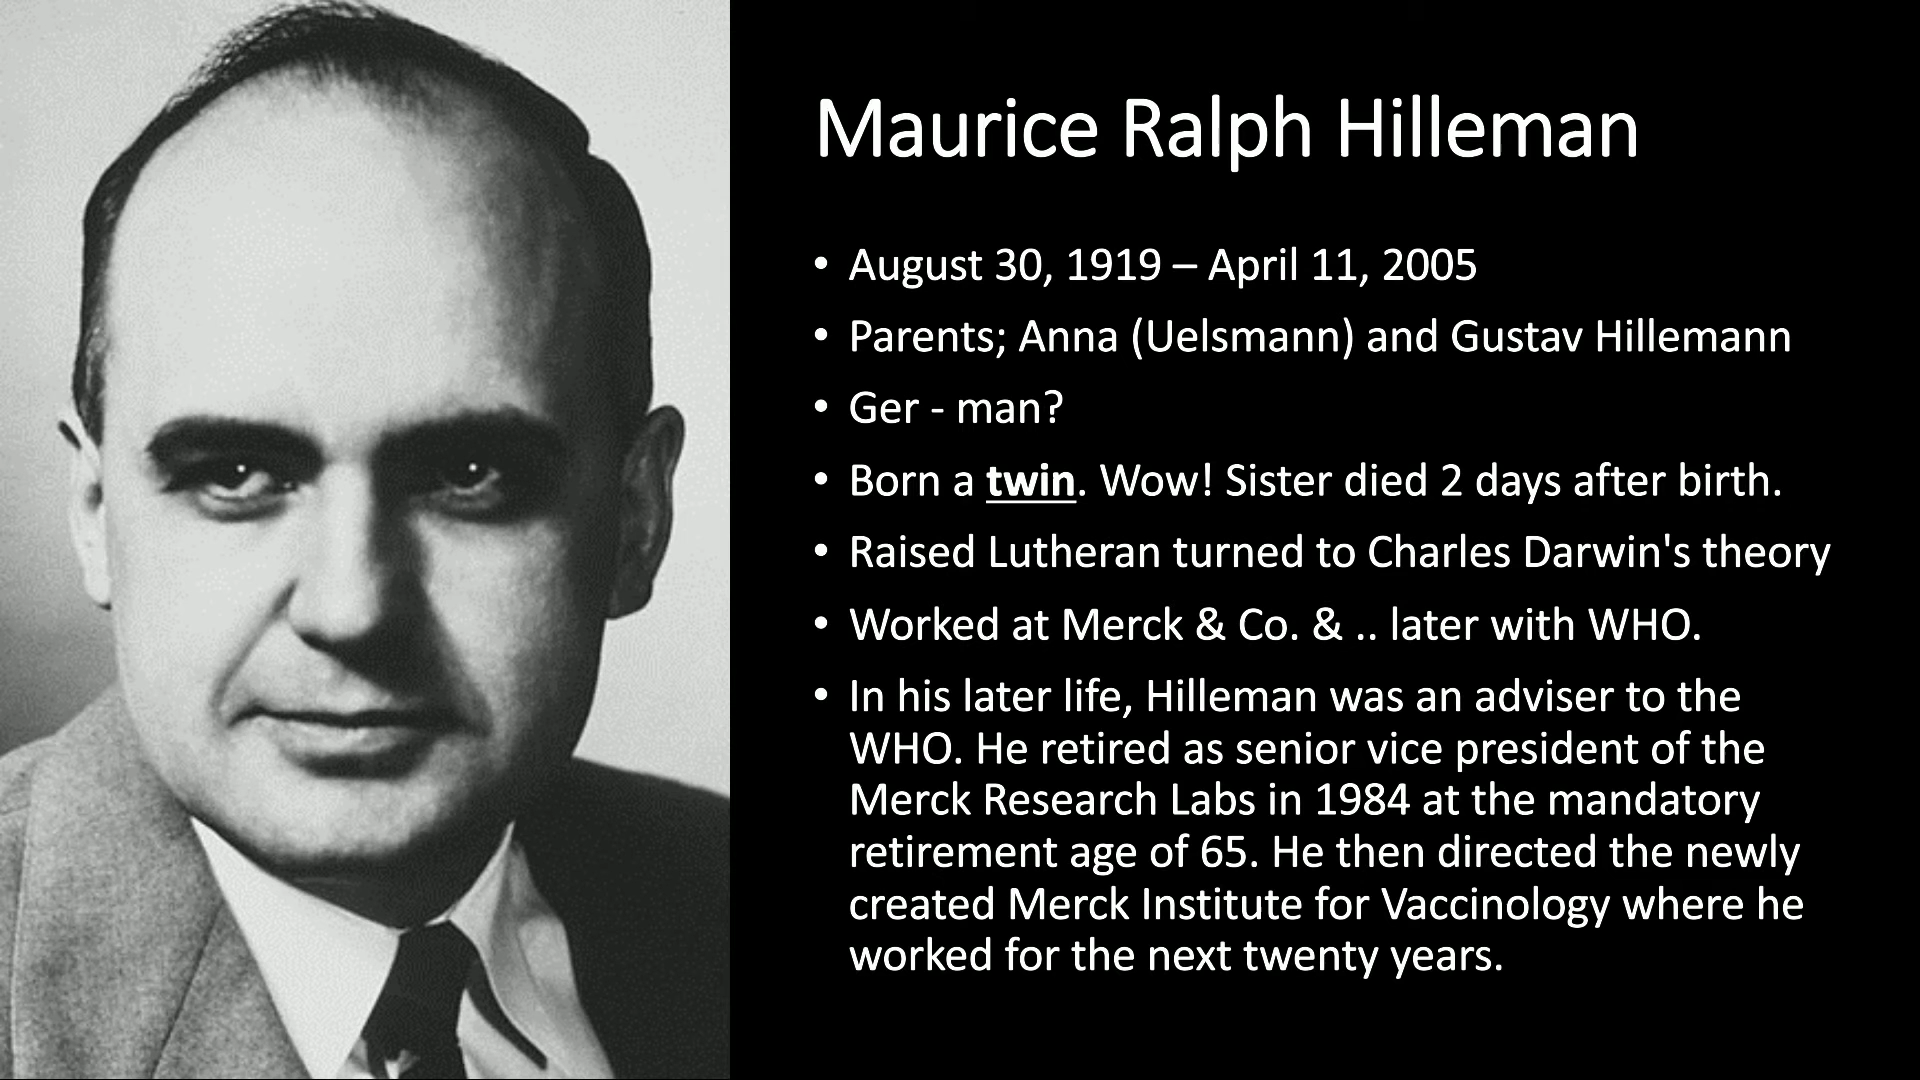 Maurice Ralph Hilleman
• August 30, 1919 – April 11, 2005
• Parents; Anna (Uelsmann) and Gustav Hillemann
• Ger - man?
• Born a twin. Wow! Sister died 2 days after birth.
• Raised Lutheran turned to Charles Darwin's theory
• Worked at Merck & Co. & .. later with WHO.
• In his later life, Hilleman was an adviser to the
WHO. He retired as senior vice president of the
Merck Research Labs in 1984 at the mandatory
retirement age of 65. He then directed the newly
created Merck Institute for Vaccinology where he
worked for the next twenty years.